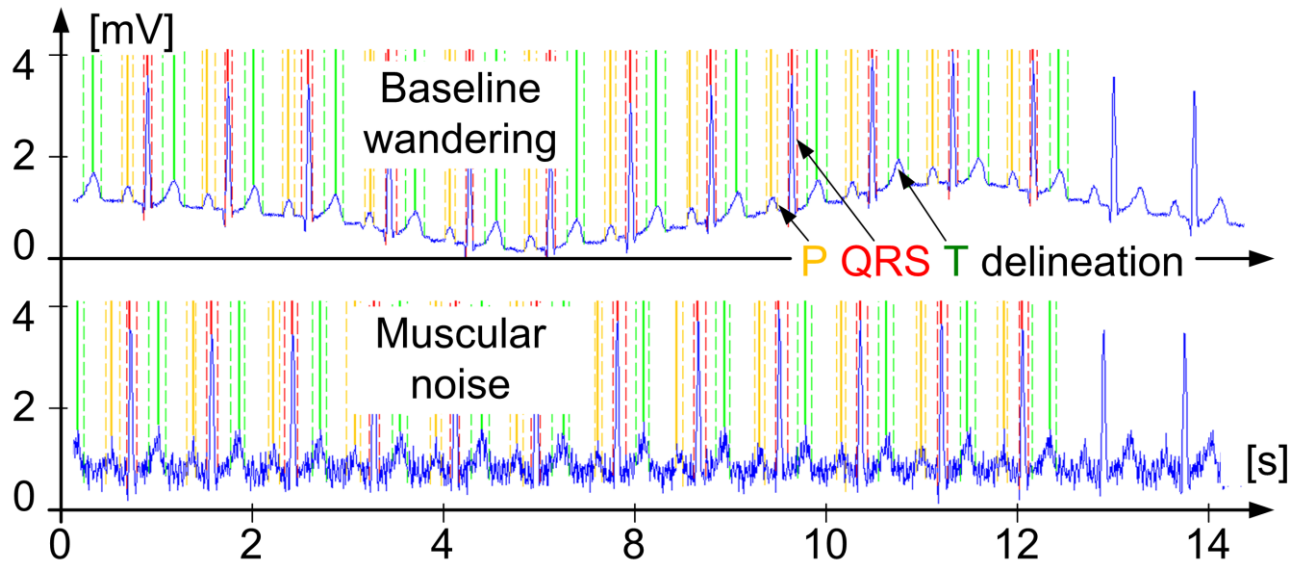 [mV]
4
2
0
Baseline
wandering
P QRS T delineation
4
2
0
Muscular
noise
[s]
0 2 4 6 8 10 12 14